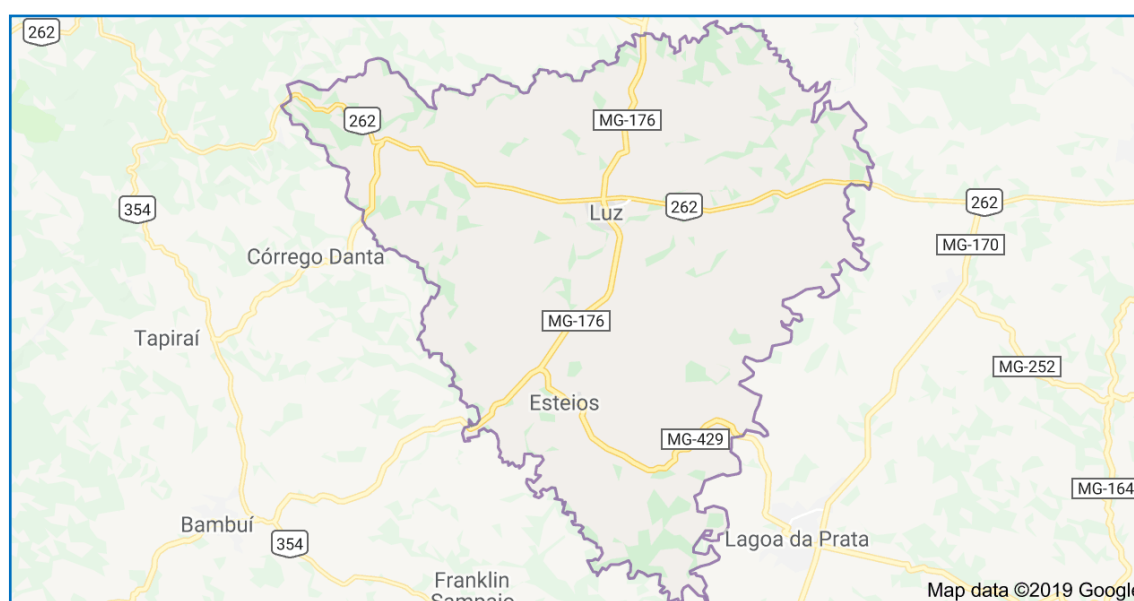 262
262
MG-176
354
Luz
262
262
MG-170
Córrego Danta
MG-176
Tapiraí
MG-252
Esteios
MG-429
MG-164
Bambuí
354
Lagoa da Prata
Franklin
Sampaio
Map data ©2019 Google